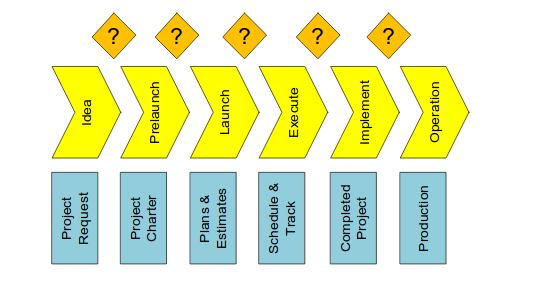 ?
?
?
?
?
Idea
Prelaunch
Launch
Execute
Implement
Operation
Project
Request
Project
Charter
Plans &
Estimates
Schedule &
Track
Completed
Project
Production